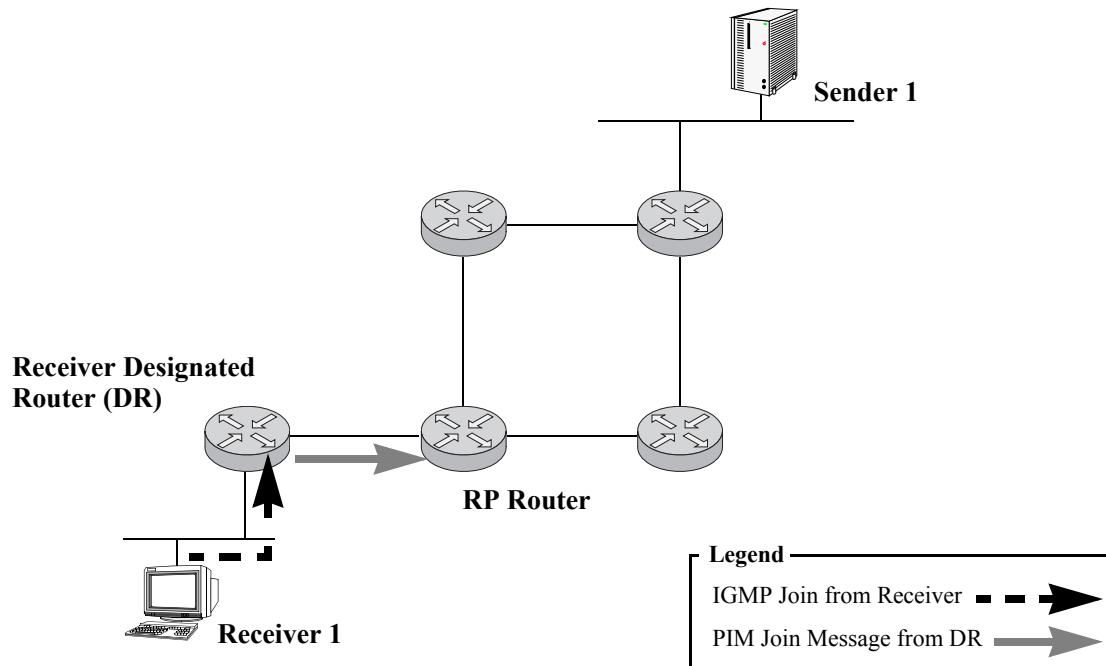 Sender 1
Receiver Designated
Router (DR)
RP Router
Receiver 1
Legend
IGMP Join from Receiver
PIM Join Message from DR